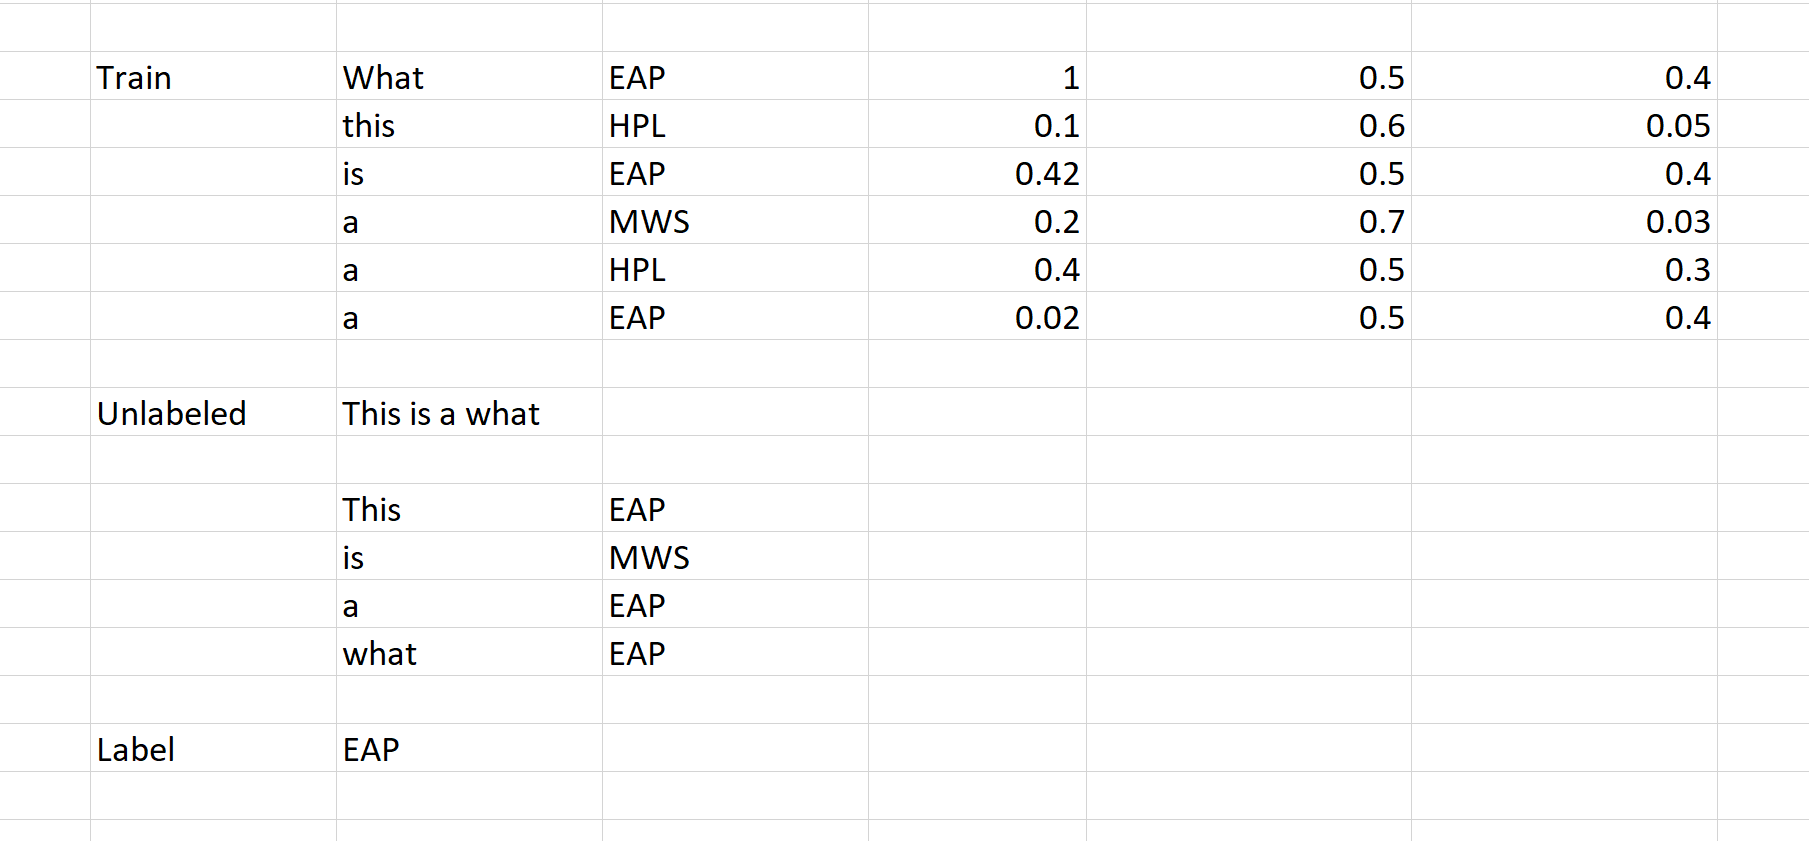 Train What EAP 1 0.5 0.4
this HPL 0.1 0.6 0.05
is EAP 0.42 0.5 0.4
a MWS 0.2 0.7 0.03
a HPL 0.4 0.5 0.3
a EAP 0.02 0.5 0.4
Unlabeled This is a what
This EAP
is MWS
a EAP
what EAP
Label EAP